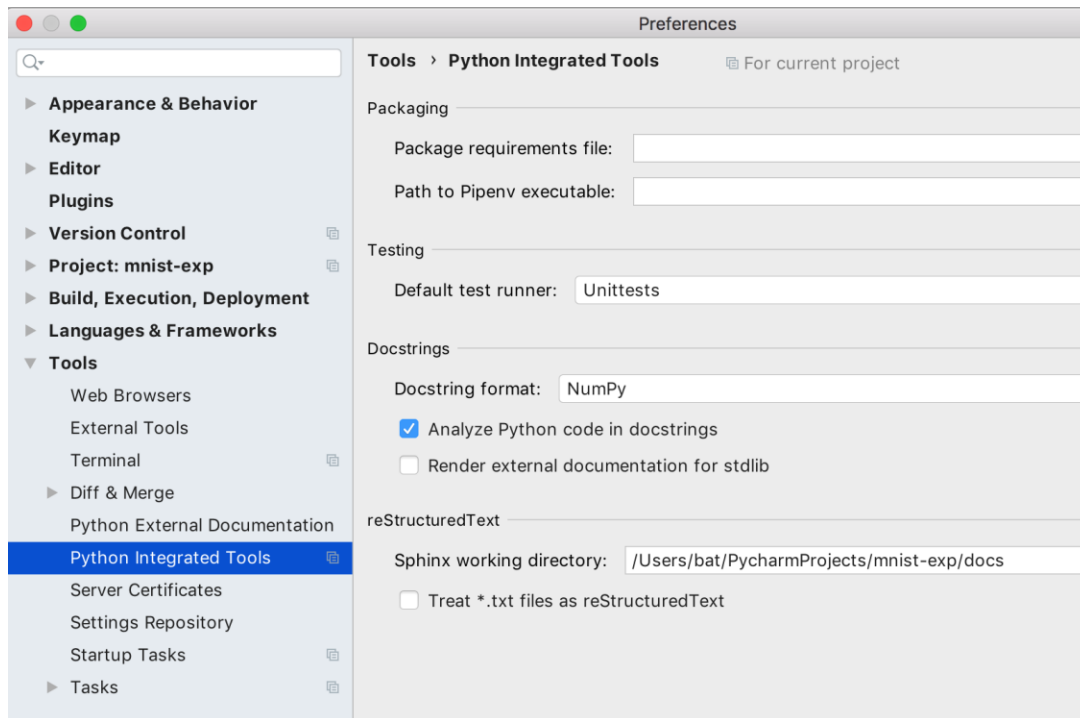 Preferences
Appearance & Behavior
Keymap
Editor
Plugins
Version Control
Project: mnist-exp
Build, Execution, Deployment
Languages & Frameworks
Tools
Web Browsers
External Tools
Terminal
Diff & Merge
Python External Documentation
Python Integrated Tools
Server Certificates
Settings Repository
Startup Tasks
Tasks
Tools › Python Integrated Tools For current project
Packaging
Package requirements file:
Path to Pipenv executable:
Testing
Default test runner: Unittests
Docstrings
Docstring format: NumPy
Analyze Python code in docstrings
Render external documentation for stdlib
reStructuredText
Sphinx working directory: /Users/bat/PycharmProjects/mnist-exp/docs
Treat *.txt files as reStructuredText